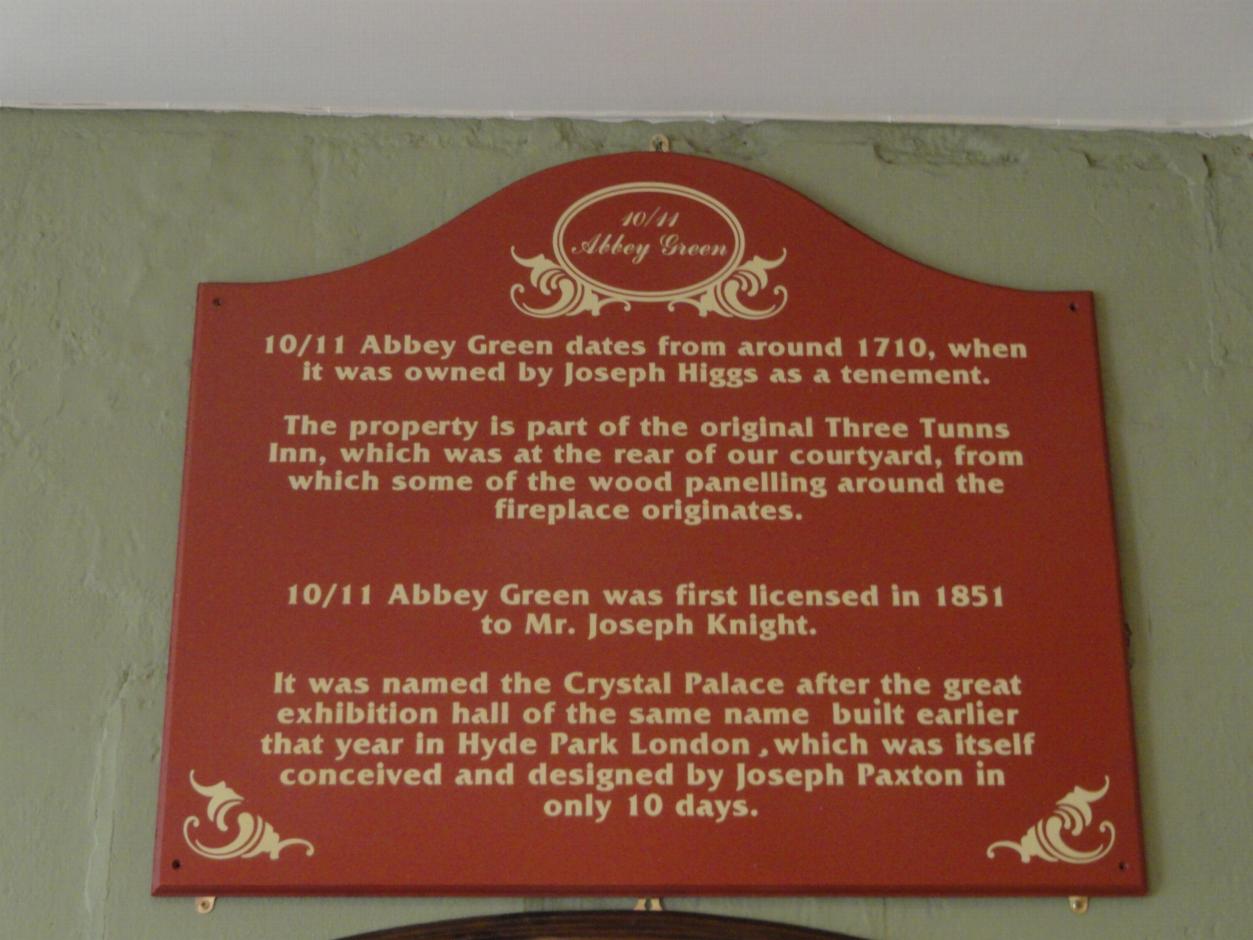 10/11
Abbey Green
10/11 Abbey Green dates from around 1710, when
it was owned by Joseph Higgs as a tenement.
The property is part of the original Three Tunns
Inn, which was at the rear of our courtyard, from
which some of the wood panelling around the
fireplace originates.
10/11 Abbey Green was first licensed in 1851
to Mr. Joseph Knight.
It was named the Crystal Palace after the great
exhibition hall of the same name  built earlier
that year in Hyde Park London ,which was itself
conceived and designed by Joseph Paxton in
only 10 days.